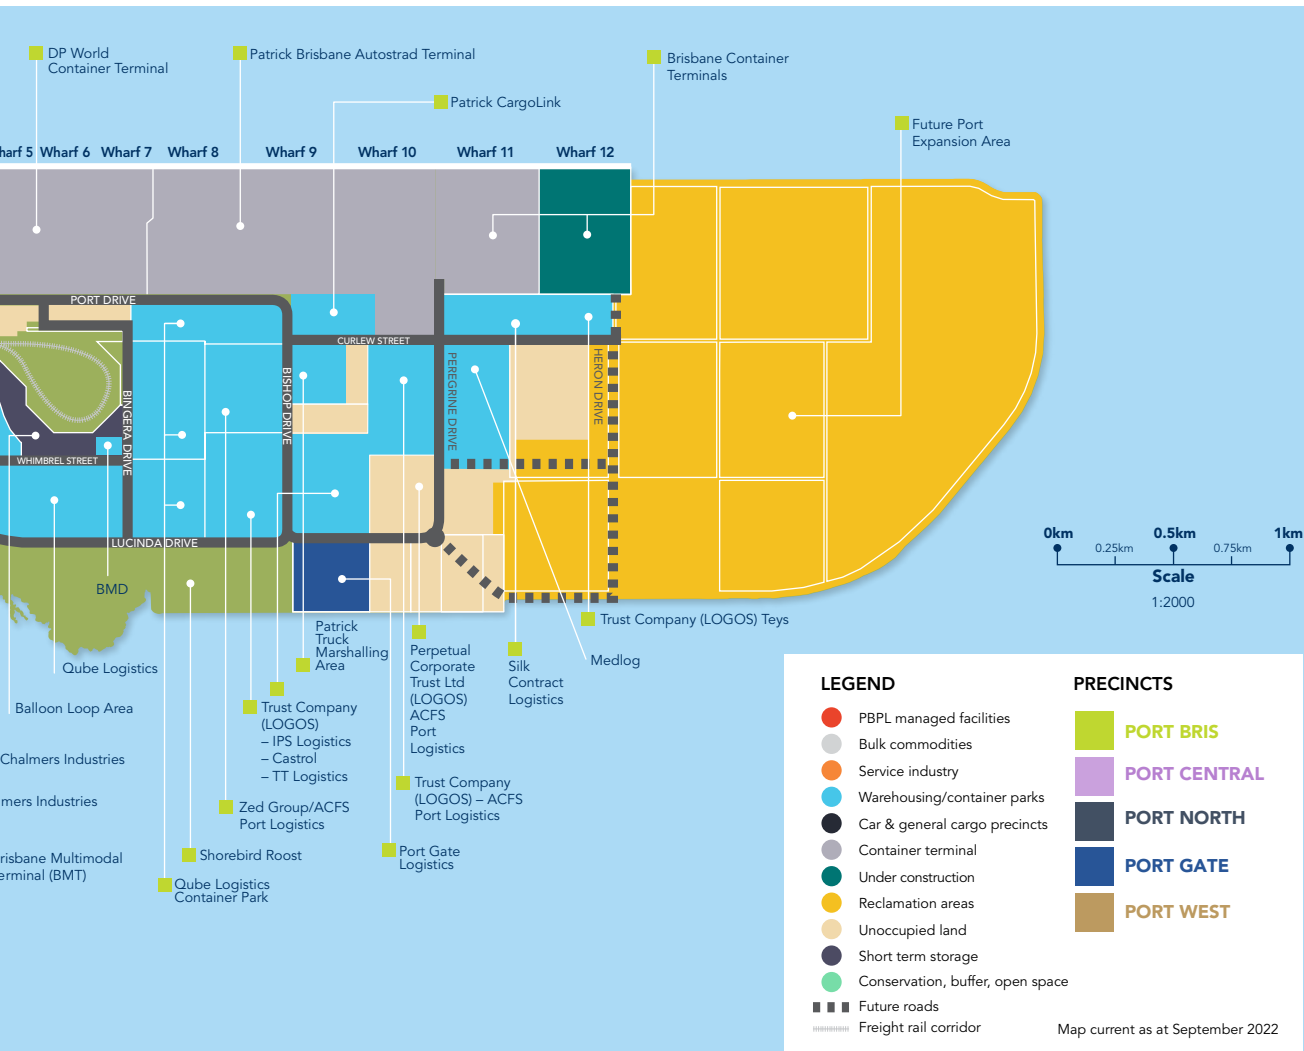 DP World
Container Terminal
Patrick Brisbane Autostrad Terminal
Brisbane Container
Terminals
Patrick CargoLink
Future Port
Expansion Area
harf 5
Wharf 6
Wharf 7
Wharf 8
Wharf 9
Wharf 10
Wharf 11
Wharf 12
PORT DRIVE
CURLEW STREET
BISHOP DRIVE
BINGERA DRIVE
PEREGRINE DRIVE
HERON DRIVE
WHIMBREL STREET
LUCINDA DRIVE
0km
0.5km
1km
0.25km
0.75km
Scale
1:2000
BMD
Qube Logistics
Balloon Loop Area
Chalmers Industries
mers Industries
risbane Multimodal
erminal (BMT)
Patrick
Truck
Marshalling
Area
Trust Company
(LOGOS)
– IPS Logistics
– Castrol
– TT Logistics
Zed Group/ACFS
Port Logistics
Shorebird Roost
Qube Logistics
Container Park
Perpetual
Corporate
Trust Ltd
(LOGOS)
ACFS
Port
Logistics
Trust Company
(LOGOS) – ACFS
Port Logistics
Port Gate
Logistics
Silk
Contract
Logistics
Trust Company (LOGOS) Teys
Medlog
LEGEND
PBPL managed facilities
Bulk commodities
Service industry
Warehousing/container parks
Car & general cargo precincts
Container terminal
Under construction
Reclamation areas
Unoccupied land
Short term storage
Conservation, buffer, open space
Future roads
Freight rail corridor
PRECINCTS
PORT BRIS
PORT CENTRAL
PORT NORTH
PORT GATE
PORT WEST
Map current as at September 2022